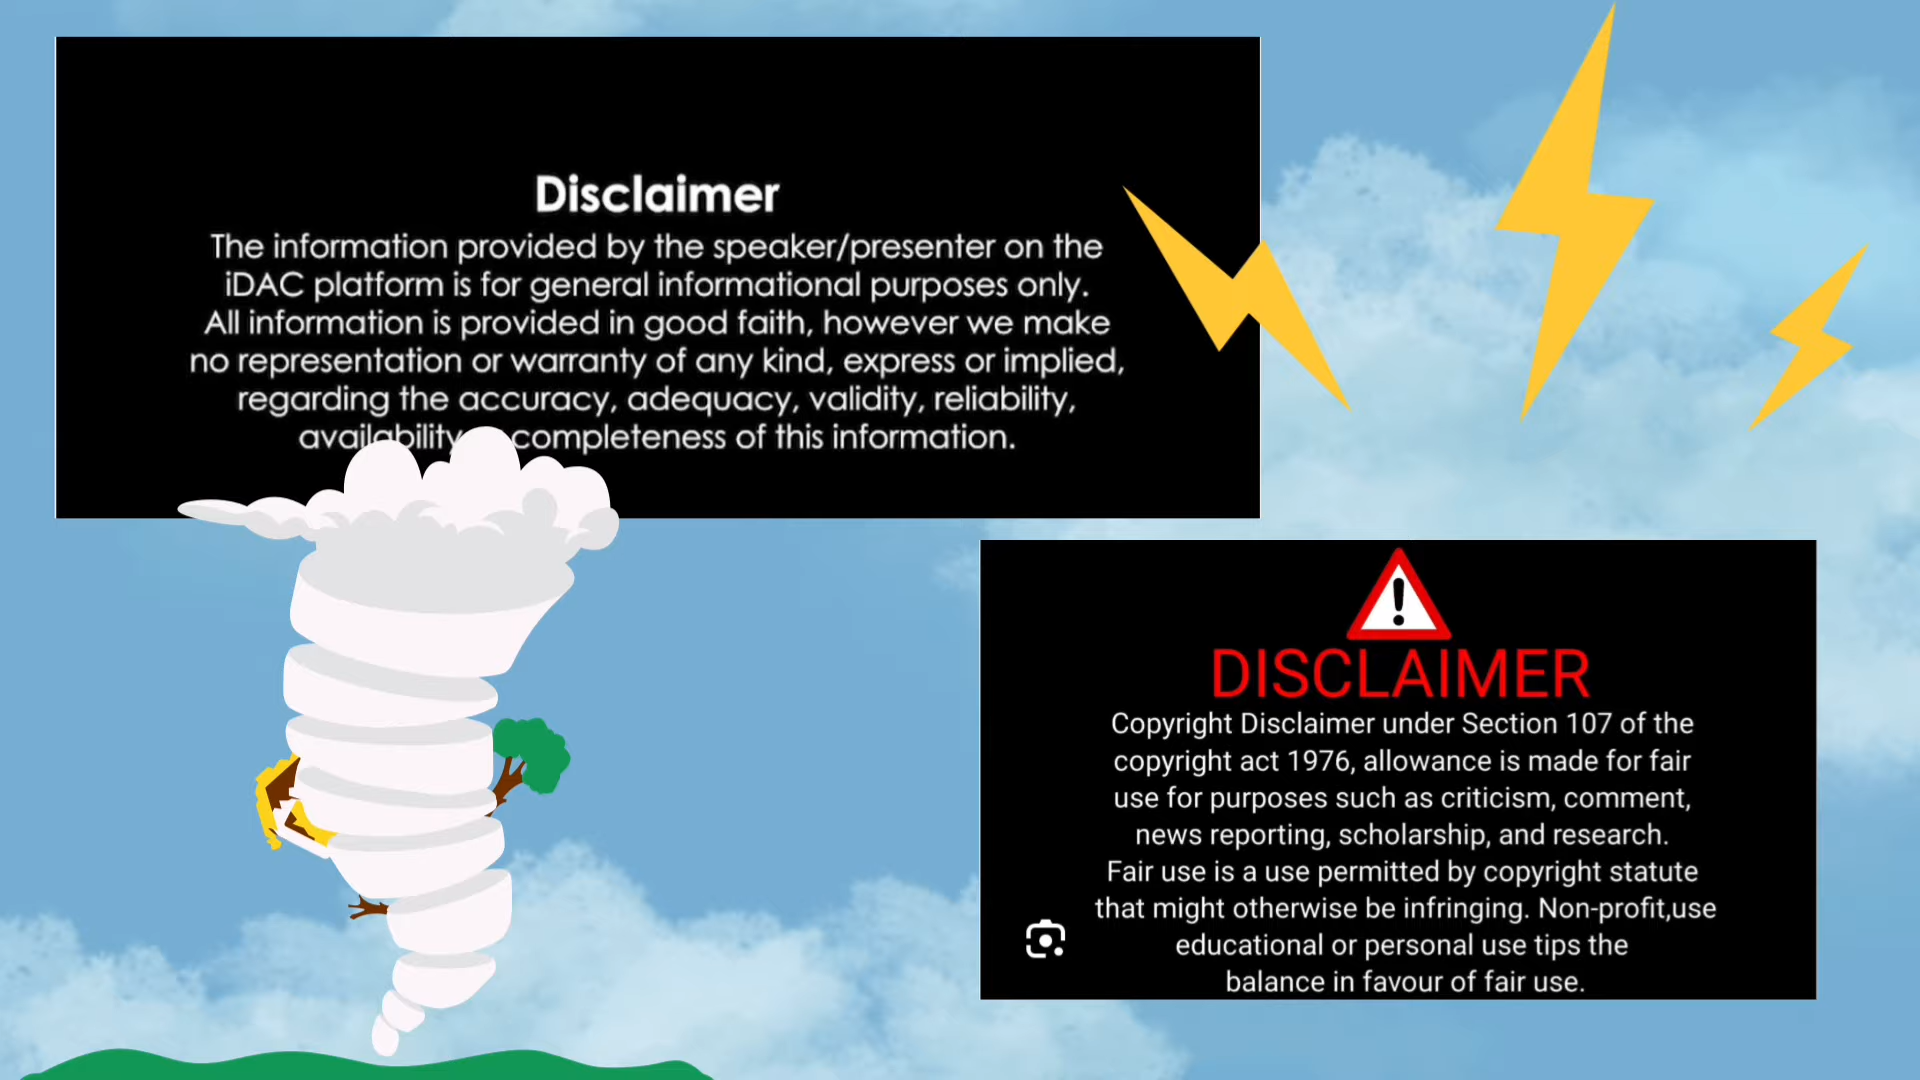 Disclaimer
The information provided by the speaker/presenter on the
iDAC platform is for general informational purposes only.
All information is provided in good faith, however we make
no representation or warranty of any kind, express or implied,
regarding the accuracy, adequacy, validity, reliability,
availability completeness of this information.
DISCLAIMER
Copyright Disclaimer under Section 107 of the
copyright act 1976, allowance is made for fair
use for purposes such as criticism, comment,
news reporting, scholarship, and research.
Fair use is a use permitted by copyright statute
that might otherwise be infringing. Non-profit,use
educational or personal use tips the
balance in favour of fair use.